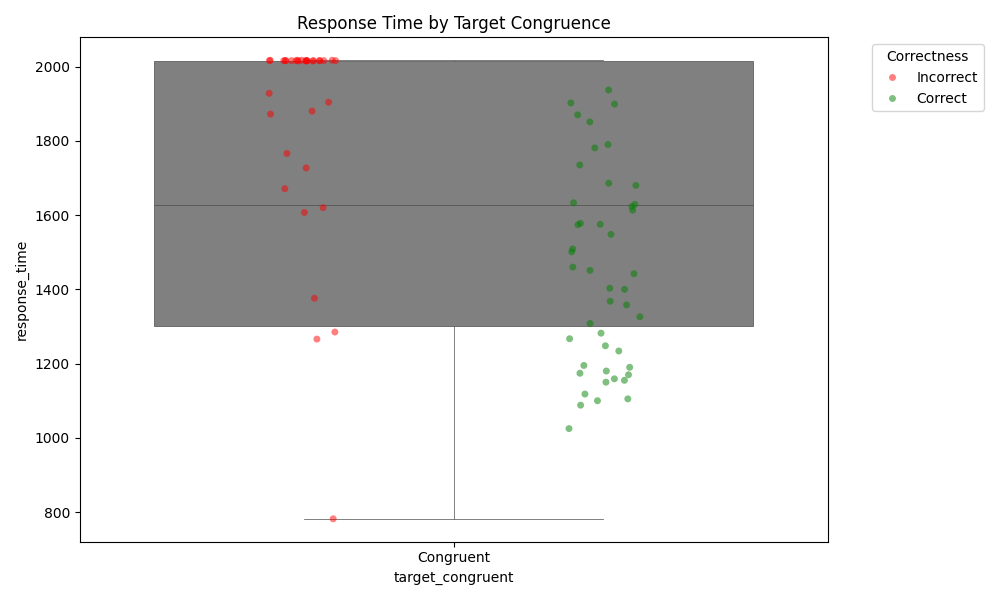 Response Time by Target Congruence
Correctness
Incorrect
Correct
response_time
2000
1800
1600
1400
1200
1000
800
Congruent
target_congruent